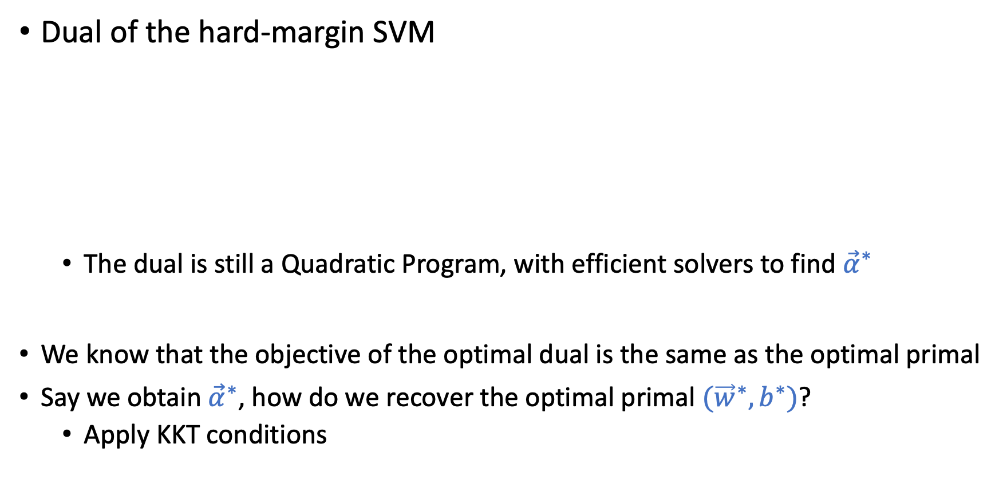 • Dual of the hard-margin SVM
• The dual is still a Quadratic Program, with efficient solvers to find $\vec{\alpha}^*$
• We know that the objective of the optimal dual is the same as the optimal primal
• Say we obtain $\vec{\alpha}^*$, how do we recover the optimal primal $(\vec{w}^*, b^*)$?
• Apply KKT conditions